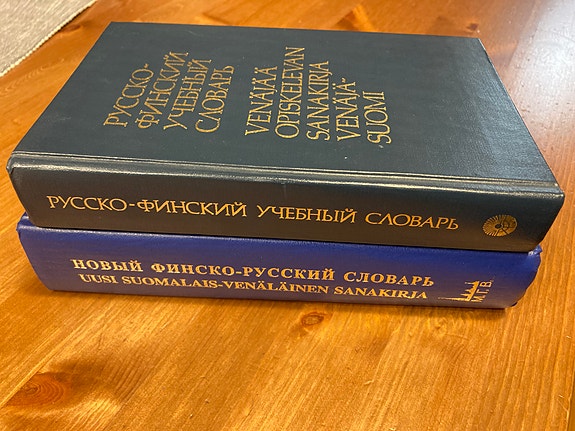 РУССКО-
ФИНСКИЙ
УЧЕБНЫЙ
СЛОВАРЬ
VENÄJÄÄ
OPISKELEVAN
SANAKIRJA
VENÄJÄ-
SUOMI
РУССКО-ФИНСКИЙ УЧЕБНЫЙ СЛОВАРЬ
НОВЫЙ ФИНСКО-РУССКИЙ СЛОВАРЬ
UUSI SUOMALAIS-VENÄLÄINEN SANAKIRJA
М.Г.В.